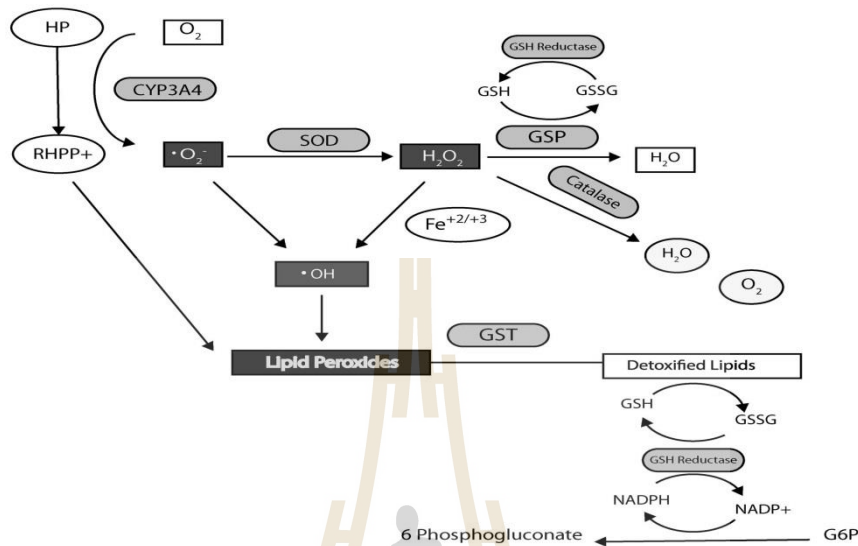 HP
O₂
GSH Reductase
CYP3A4
GSH
GSSG
RHPP+
•O₂⁻
SOD
H₂O₂
GSP
H₂O
Catalase
Fe⁺²/⁺³
H₂O
•OH
O₂
GST
Lipid Peroxides
Detoxified Lipids
GSH
GSSG
GSH Reductase
NADPH
NADP+
6 Phosphogluconate
G6P